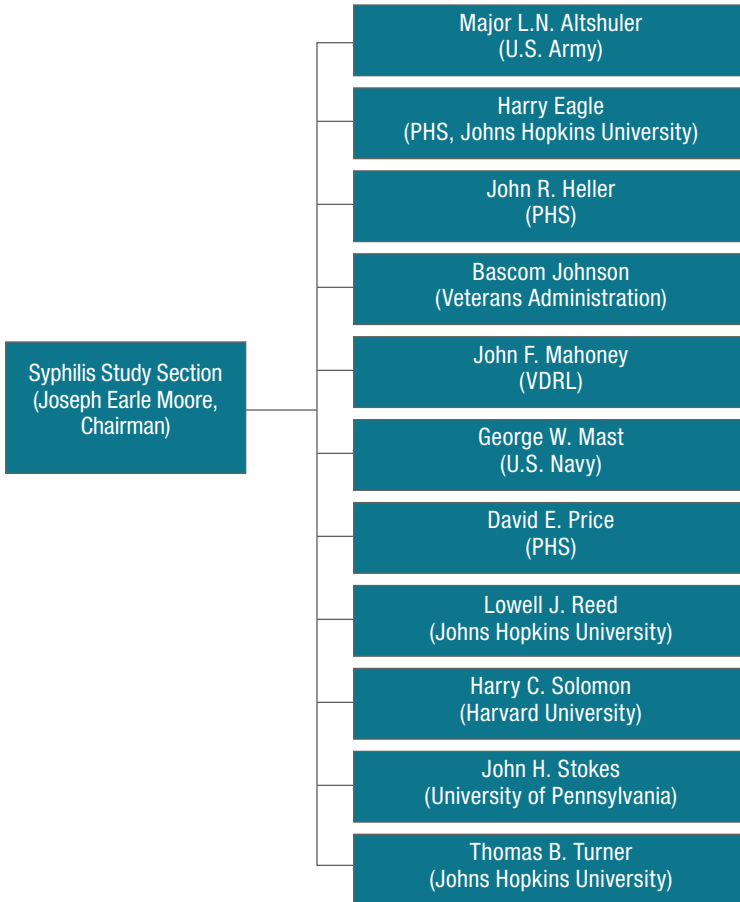 Syphilis Study Section
(Joseph Earle Moore,
Chairman)
Major L.N. Altshuler
(U.S. Army)
Harry Eagle
(PHS, Johns Hopkins University)
John R. Heller
(PHS)
Bascom Johnson
(Veterans Administration)
John F. Mahoney
(VDRL)
George W. Mast
(U.S. Navy)
David E. Price
(PHS)
Lowell J. Reed
(Johns Hopkins University)
Harry C. Solomon
(Harvard University)
John H. Stokes
(University of Pennsylvania)
Thomas B. Turner
(Johns Hopkins University)